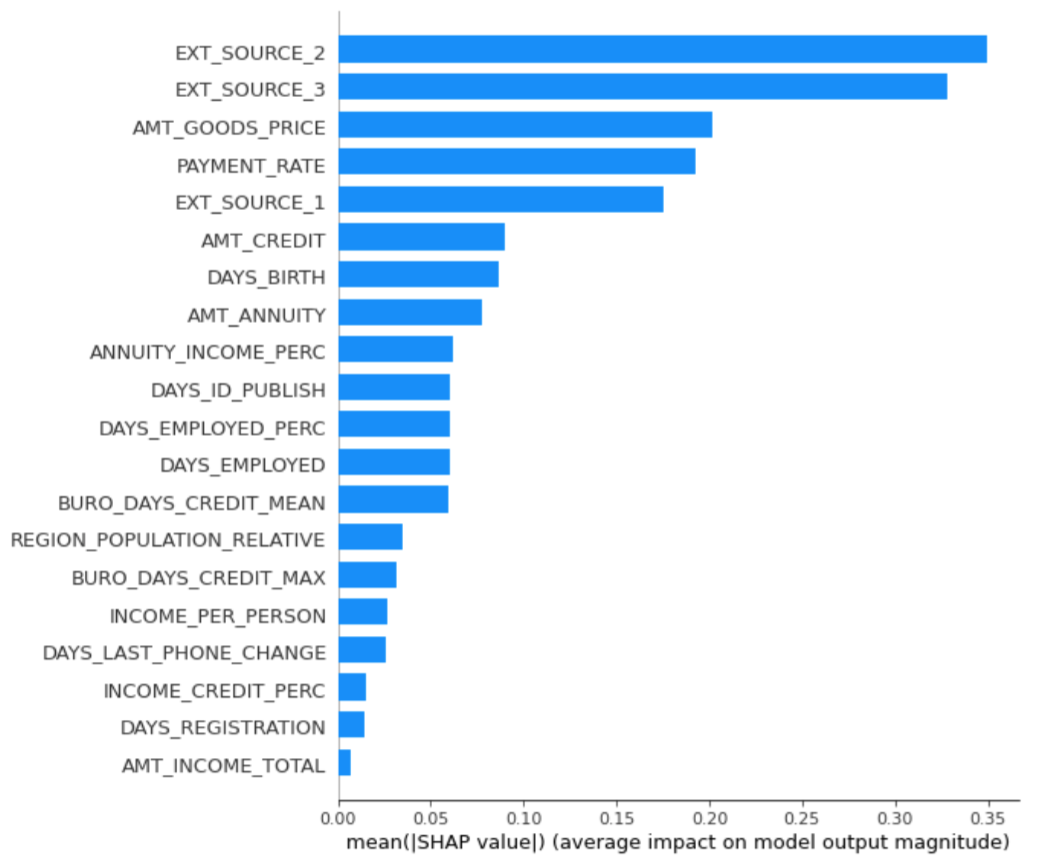 EXT_SOURCE_2
EXT_SOURCE_3
AMT_GOODS_PRICE
PAYMENT_RATE
EXT_SOURCE_1
AMT_CREDIT
DAYS_BIRTH
AMT_ANNUITY
ANNUITY_INCOME_PERC
DAYS_ID_PUBLISH
DAYS_EMPLOYED_PERC
DAYS_EMPLOYED
BURO_DAYS_CREDIT_MEAN
REGION_POPULATION_RELATIVE
BURO_DAYS_CREDIT_MAX
INCOME_PER_PERSON
DAYS_LAST_PHONE_CHANGE
INCOME_CREDIT_PERC
DAYS_REGISTRATION
AMT_INCOME_TOTAL
0.00 0.05 0.10 0.15 0.20 0.25 0.30 0.35
mean(|SHAP value|) (average impact on model output magnitude)